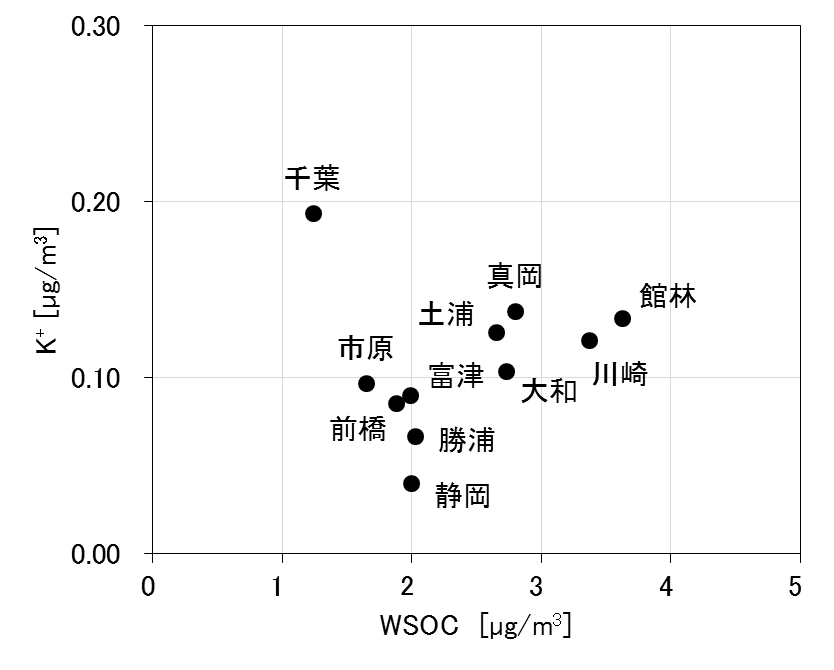 0.30
千葉
0.20
真岡
館林
土浦
市原
川崎
富津
0.10
大和
前橋
勝浦
静岡
0.00
0 1 2 3 4 5
K⁺ [μg/m³]
WSOC [μg/m³]